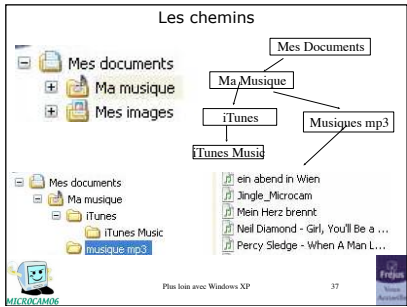 Les chemins
Mes documents
Ma musique
Mes images
Mes Documents
Ma Musique
iTunes
Musiques mp3
iTunes Music
Mes documents
Ma musique
iTunes
iTunes Music
musique mp3
ein abend in Wien
Jingle_Microcam
Mein Herz brennt
Neil Diamond - Girl, You'll Be a ...
Percy Sledge - When A Man L...
MICROCAM06
Plus loin avec Windows XP
37
Fréjus
Vous
Accueille